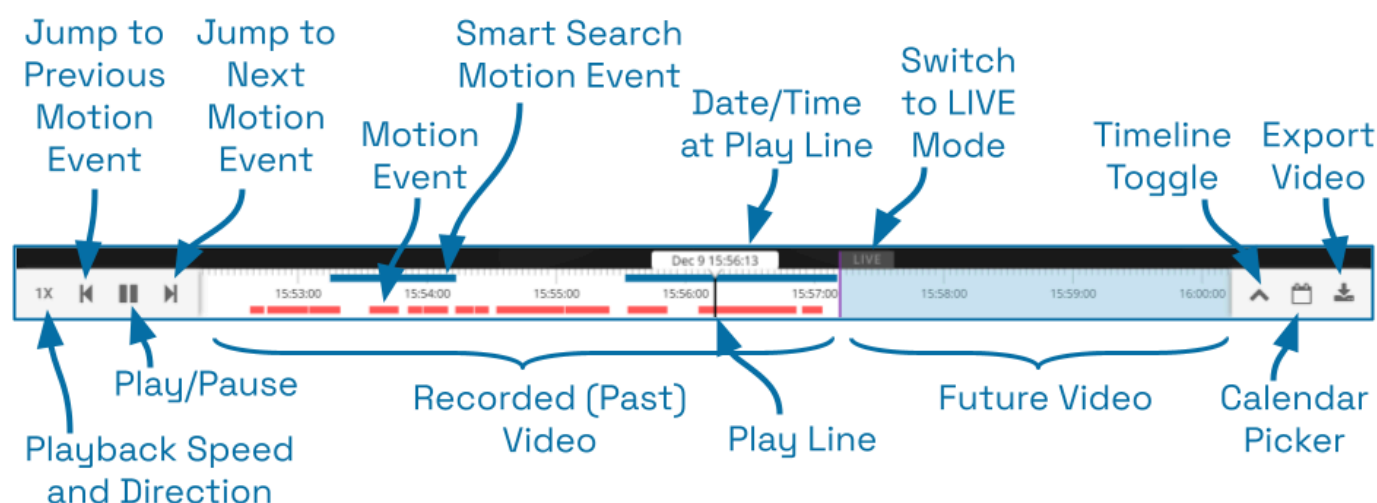 Jump to
Previous
Motion
Event
Jump to
Next
Motion
Event
Motion
Event
Smart Search
Motion Event
Date/Time
at Play Line
Switch
to LIVE
Mode
Timeline
Toggle
Export
Video
Dec 9 15:56:13
LIVE
1X
15:53:00
15:54:00
15:55:00
15:56:00
15:57:00
15:58:00
15:59:00
16:00:00
Play/Pause
Playback Speed
and Direction
Recorded (Past)
Video
Play Line
Future Video
Calendar
Picker